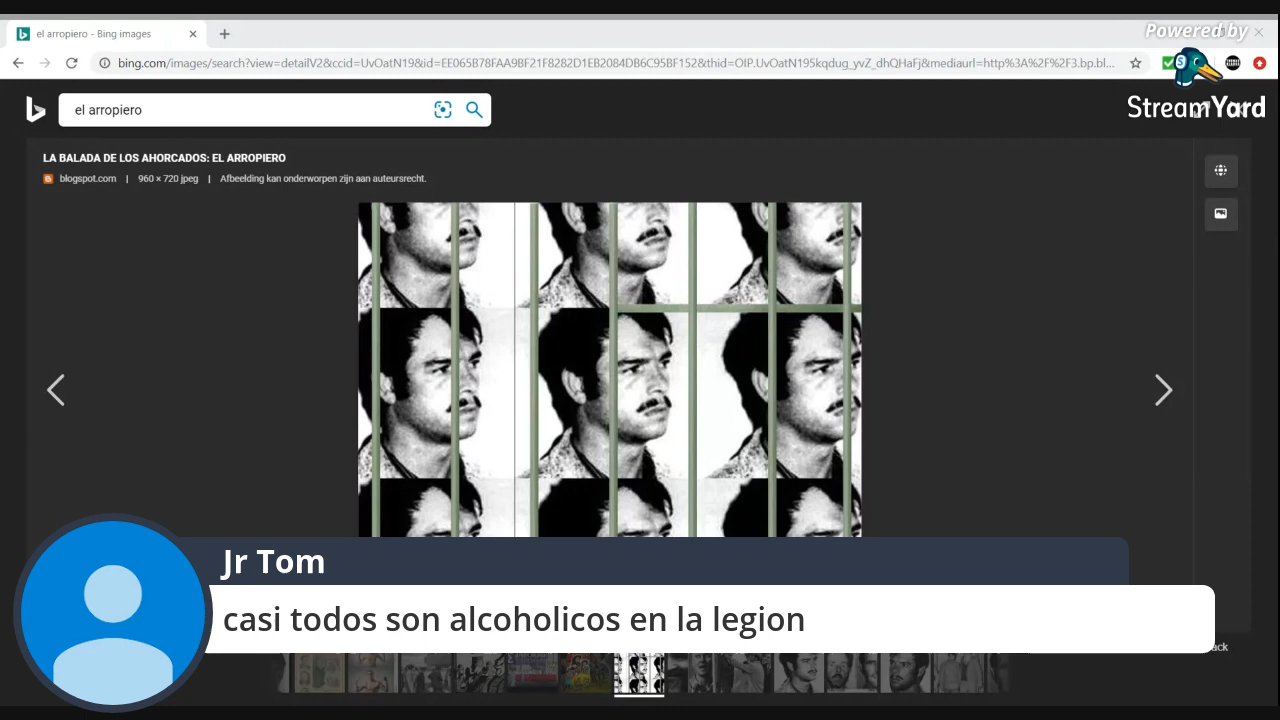 el arropiero - Bing images
Powered by
bing.com/images/search?view=detailV2&ccid=UvOatN19&id=EE065B78FAA9BF21F8282D1EB2084DB6C95BF152&thid=OIP.UvOatN195kqdug_yvZ_dhQHaFj&mediaurl=http%3A%2F%2F3.bp.bl...
el arropiero
StreamYard
LA BALADA DE LOS AHORCADOS: EL ARROPIERO
blogspot.com | 960 × 720 jpeg | Afbeelding kan onderworpen zijn aan auteursrecht.
Jr Tom
casi todos son alcoholicos en la legion